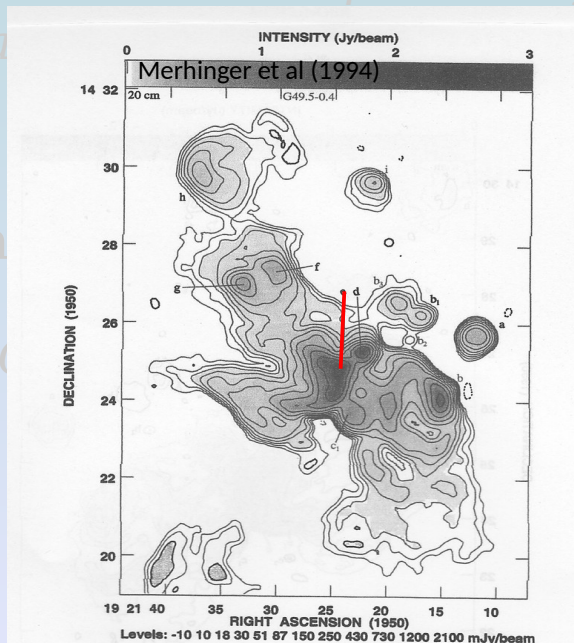 INTENSITY (Jy/beam)
0 1 2 3
Merhinger et al (1994)
14 32
20 cm
G49.5-0.4
30
i
h
28
f
g
b3
d
b1
26
a
b2
DECLINATION (1950)
b
24
c1
22
20
19 21 40 35 30 25 20 15 10
RIGHT ASCENSION (1950)
Levels: -10 10 18 30 51 87 150 250 430 730 1200 2100 mJy/beam